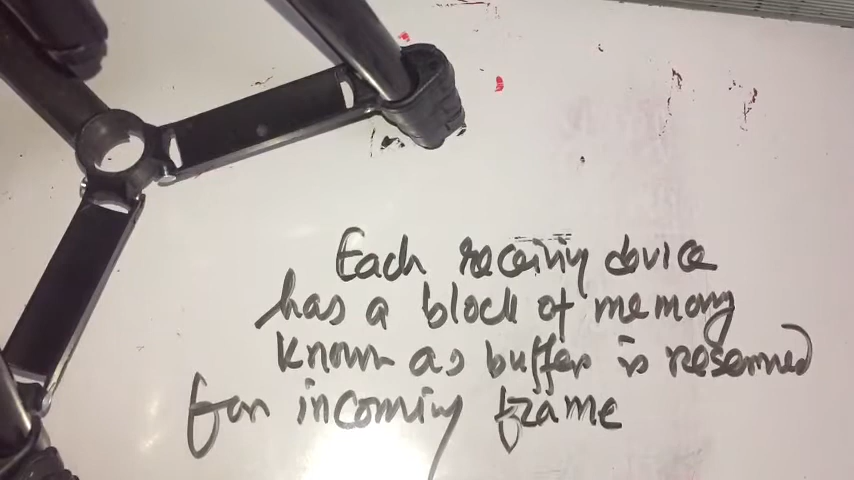 Each receiving device
has a block of memory
known as buffer is reserved
for incoming frame